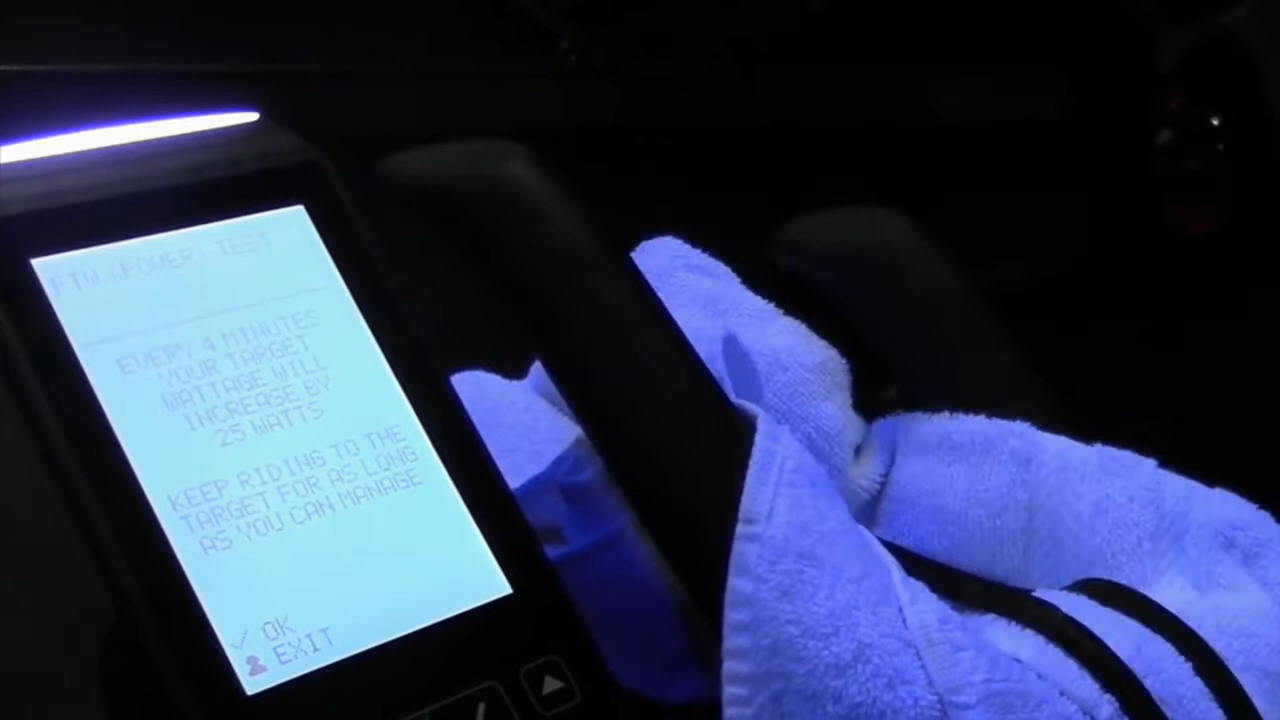 FTW (POWER) TEST
EVERY 4 MINUTES
YOUR TARGET
WATTAGE WILL
INCREASE BY
25 WATTS
KEEP RIDING TO THE
TARGET FOR AS LONG
AS YOU CAN MANAGE
OK
EXIT